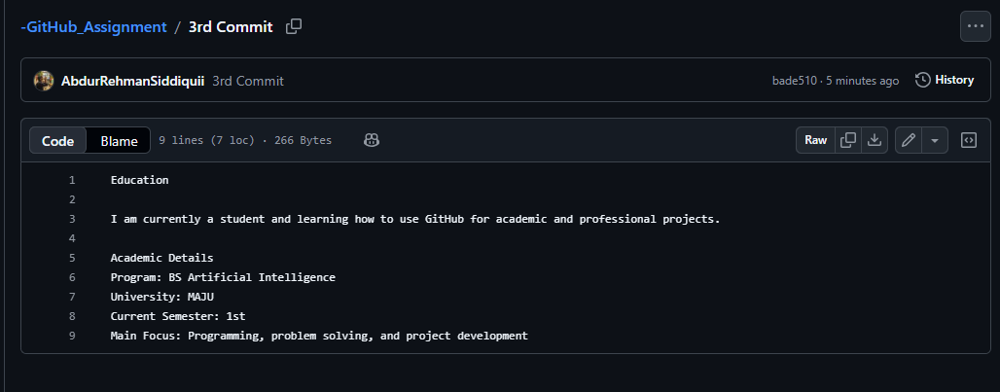 -GitHub_Assignment / 3rd Commit
AbdurRehmanSiddiquii 3rd Commit bade510 · 5 minutes ago History
Code Blame 9 lines (7 loc) · 266 Bytes Raw
1 Education
2
3 I am currently a student and learning how to use GitHub for academic and professional projects.
4
5 Academic Details
6 Program: BS Artificial Intelligence
7 University: MAJU
8 Current Semester: 1st
9 Main Focus: Programming, problem solving, and project development